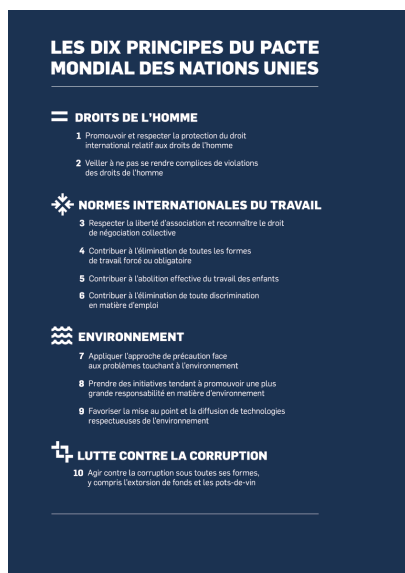 LES DIX PRINCIPES DU PACTE
MONDIAL DES NATIONS UNIES
DROITS DE L'HOMME
1 Promouvoir et respecter la protection du droit
international relatif aux droits de l'homme
2 Veiller à ne pas se rendre complices de violations
des droits de l'homme
NORMES INTERNATIONALES DU TRAVAIL
3 Respecter la liberté d'association et reconnaître le droit
de négociation collective
4 Contribuer à l'élimination de toutes les formes
de travail forcé ou obligatoire
5 Contribuer à l'abolition effective du travail des enfants
6 Contribuer à l'élimination de toute discrimination
en matière d'emploi
ENVIRONNEMENT
7 Appliquer l'approche de précaution face
aux problèmes touchant à l'environnement
8 Prendre des initiatives tendant à promouvoir une plus
grande responsabilité en matière d'environnement
9 Favoriser la mise au point et la diffusion de technologies
respectueuses de l'environnement
LUTTE CONTRE LA CORRUPTION
10 Agir contre la corruption sous toutes ses formes,
y compris l'extorsion de fonds et les pots-de-vin